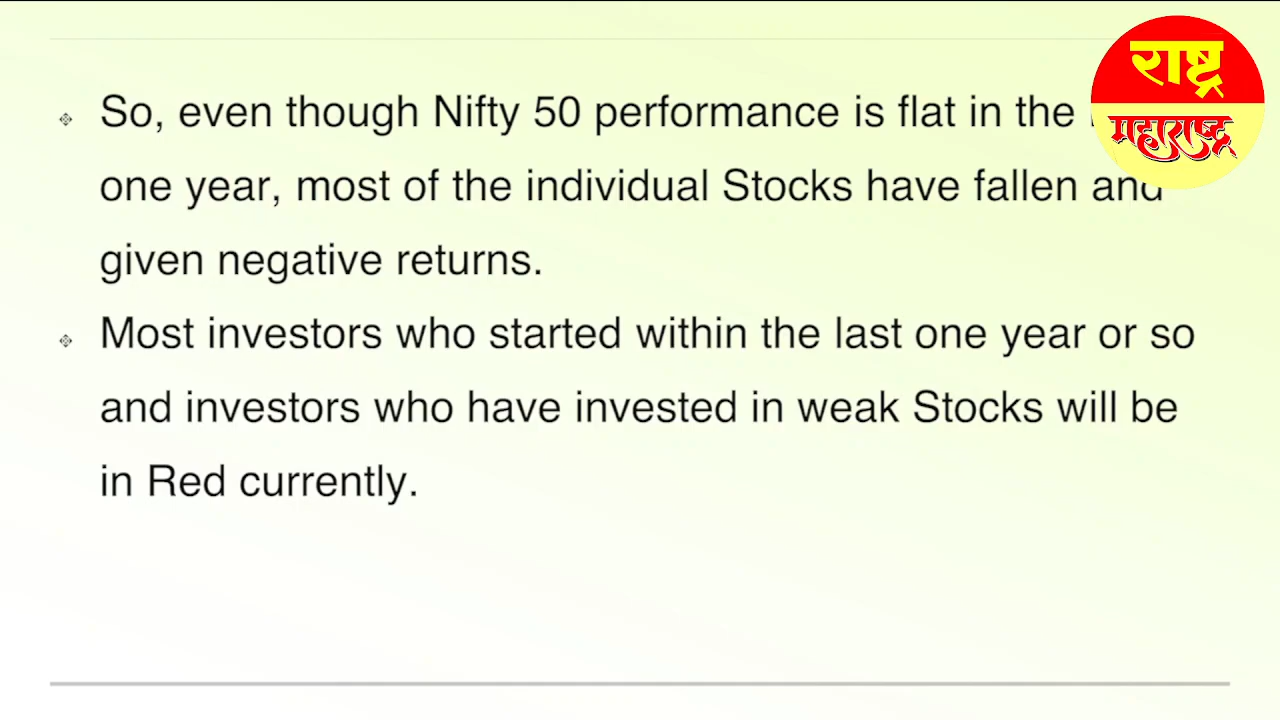 So, even though Nifty 50 performance is flat in the
one year, most of the individual Stocks have fallen and
given negative returns.
Most investors who started within the last one year or so
and investors who have invested in weak Stocks will be
in Red currently.
राष्ट्र
महाराष्ट्र